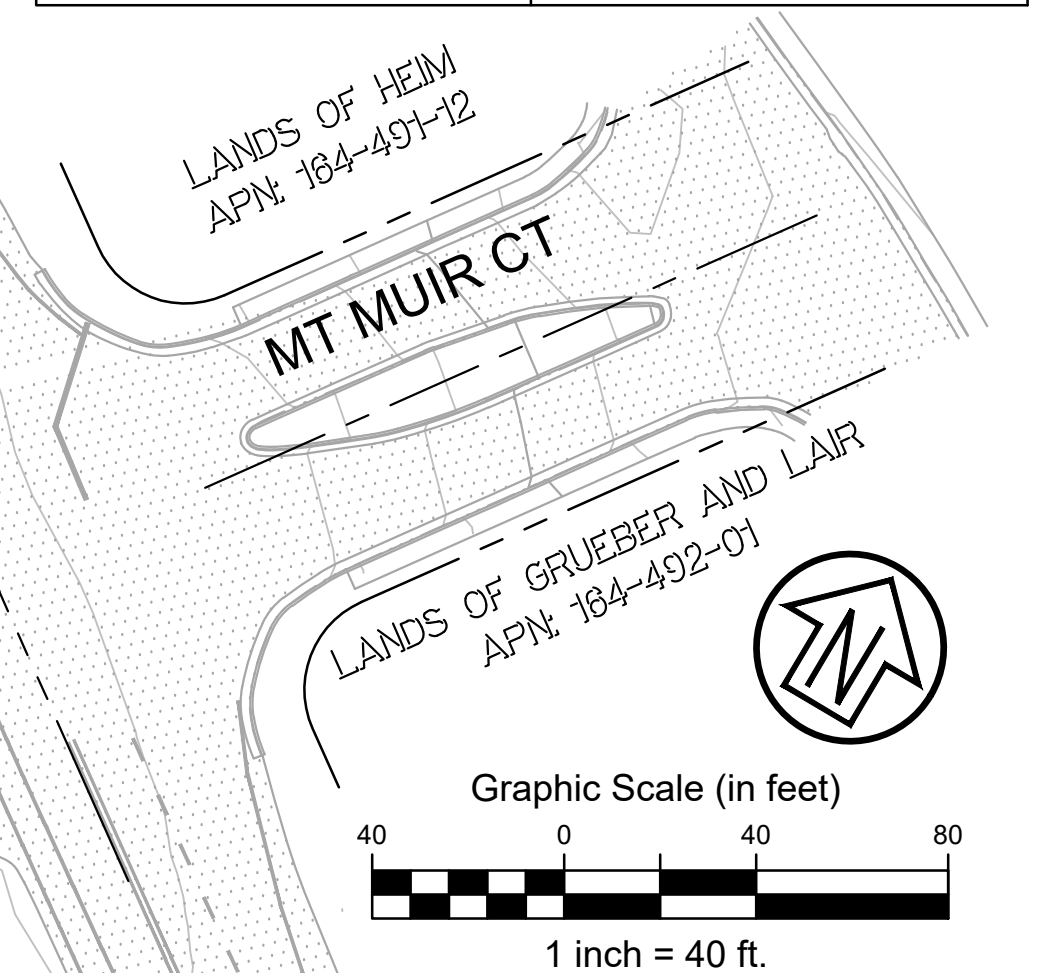 LANDS OF HEIM
APN: 164-491-12
MT MUIR CT
LANDS OF GRUEBER AND LAIR
APN: 164-492-01
N
Graphic Scale (in feet)
40 0 40 80
1 inch = 40 ft.